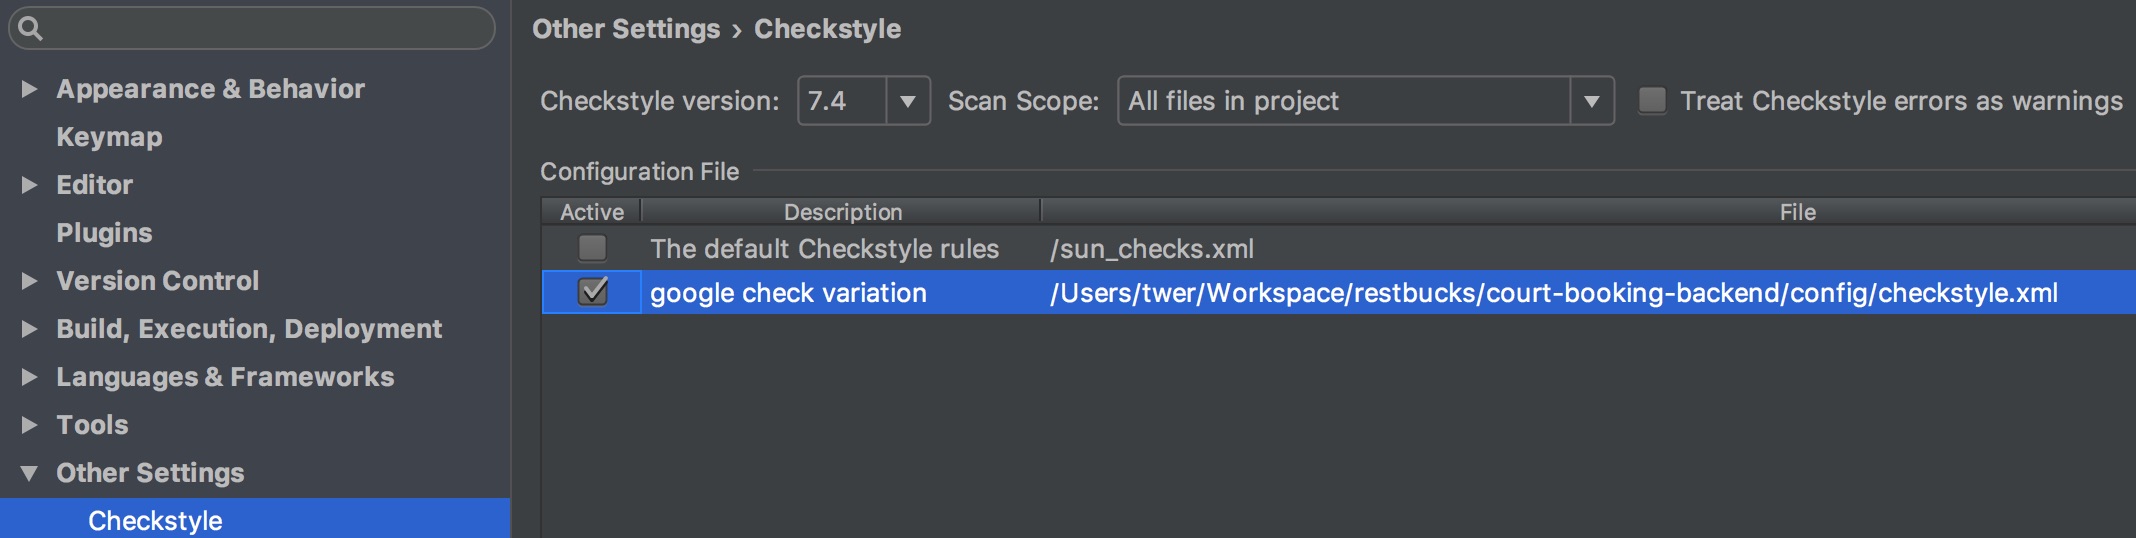 Appearance & Behavior
Keymap
Editor
Plugins
Version Control
Build, Execution, Deployment
Languages & Frameworks
Tools
Other Settings
Checkstyle
Other Settings › Checkstyle
Checkstyle version: 7.4 Scan Scope: All files in project Treat Checkstyle errors as warnings
Configuration File
Active Description File
The default Checkstyle rules /sun_checks.xml
google check variation /Users/twer/Workspace/restbucks/court-booking-backend/config/checkstyle.xml